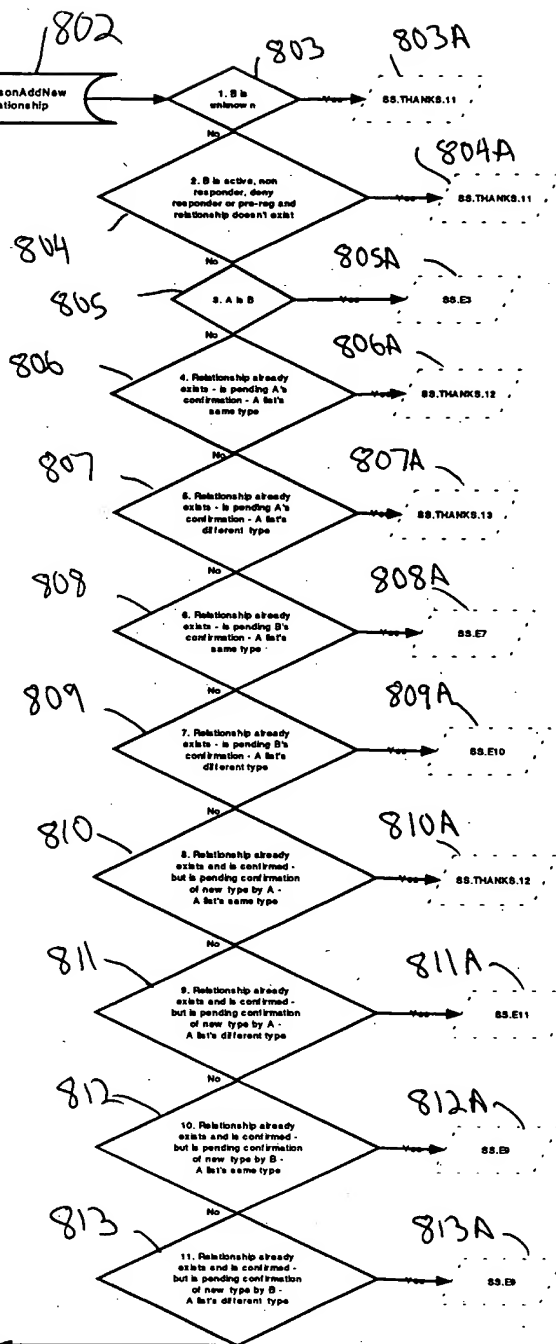 802
sonAddNew
ationship
803
1. B is
unknown
Yes
803A
SS.THANKS.11
No
804
2. B is active, non
responder, deny
responder or pre-reg and
relationship doesn't exist
Yes
804A
SS.THANKS.11
No
805
3. A is B
Yes
805A
SS.E3
No
806
4. Relationship already
exists - is pending A's
confirmation - A list's
same type
Yes
806A
SS.THANKS.12
No
807
5. Relationship already
exists - is pending A's
confirmation - A list's
different type
Yes
807A
SS.THANKS.13
No
808
6. Relationship already
exists - is pending B's
confirmation - A list's
same type
Yes
808A
SS.E7
No
809
7. Relationship already
exists - is pending B's
confirmation - A list's
different type
Yes
809A
SS.E10
No
810
8. Relationship already
exists and is confirmed -
but is pending confirmation
of new type by A -
A list's same type
Yes
810A
SS.THANKS.12
No
811
9. Relationship already
exists and is confirmed -
but is pending confirmation
of new type by A -
A list's different type
Yes
811A
SS.E11
No
812
10. Relationship already
exists and is confirmed -
but is pending confirmation
of new type by B -
A list's same type
Yes
812A
SS.E9
No
813
11. Relationship already
exists and is confirmed -
but is pending confirmation
of new type by B -
A list's different type
Yes
813A
SS.E9